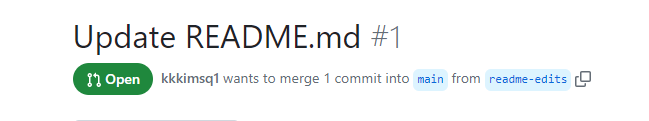 Update README.md #1
Open kkkimsq1 wants to merge 1 commit into main from readme-edits